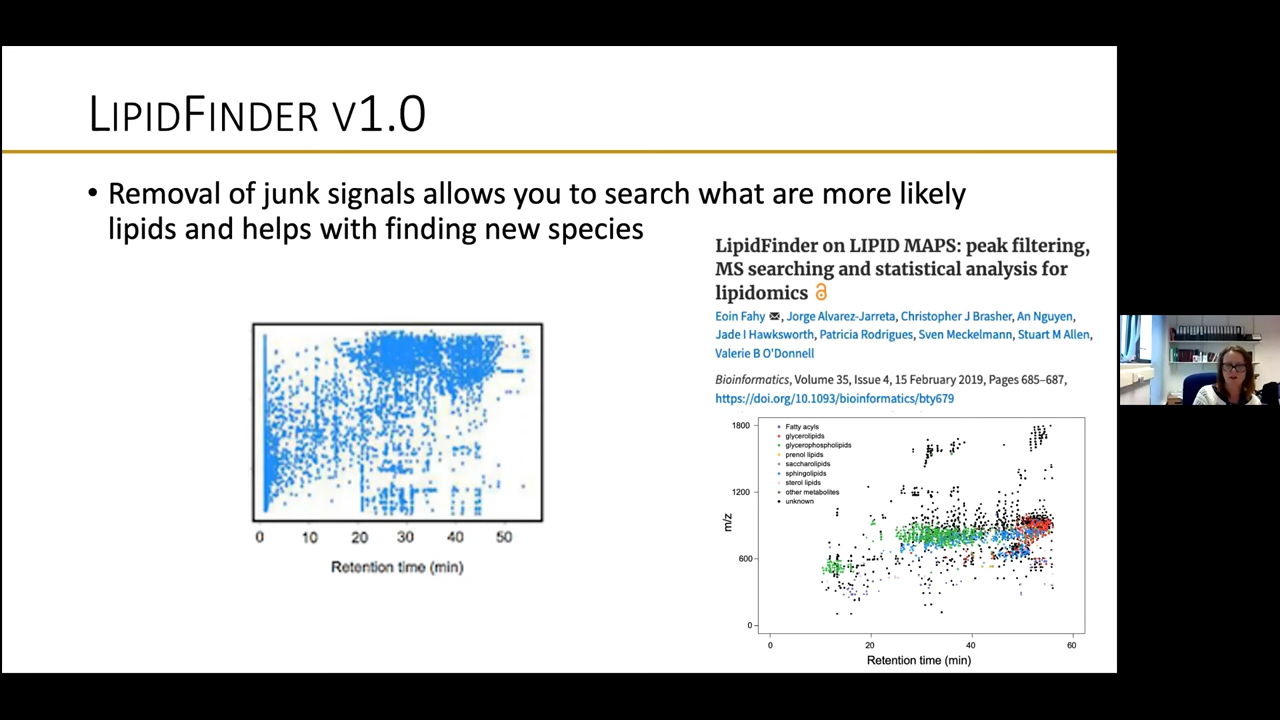 LIPIDFINDER V1.0
• Removal of junk signals allows you to search what are more likely
lipids and helps with finding new species
LipidFinder on LIPID MAPS: peak filtering,
MS searching and statistical analysis for
lipidomics
Eoin Fahy, Jorge Alvarez-Jarreta, Christopher J Brasher, An Nguyen,
Jade I Hawksworth, Patricia Rodrigues, Sven Meckelmann, Stuart M Allen,
Valerie B O'Donnell
Bioinformatics, Volume 35, Issue 4, 15 February 2019, Pages 685–687,
https://doi.org/10.1093/bioinformatics/bty679
0 10 20 30 40 50
Retention time (min)
1800
1200
600
0
m/z
Fatty acyls
glycerolipids
glycerophospholipids
prenol lipids
saccharolipids
sphingolipids
sterol lipids
other metabolites
unknown
0 20 40 60
Retention time (min)